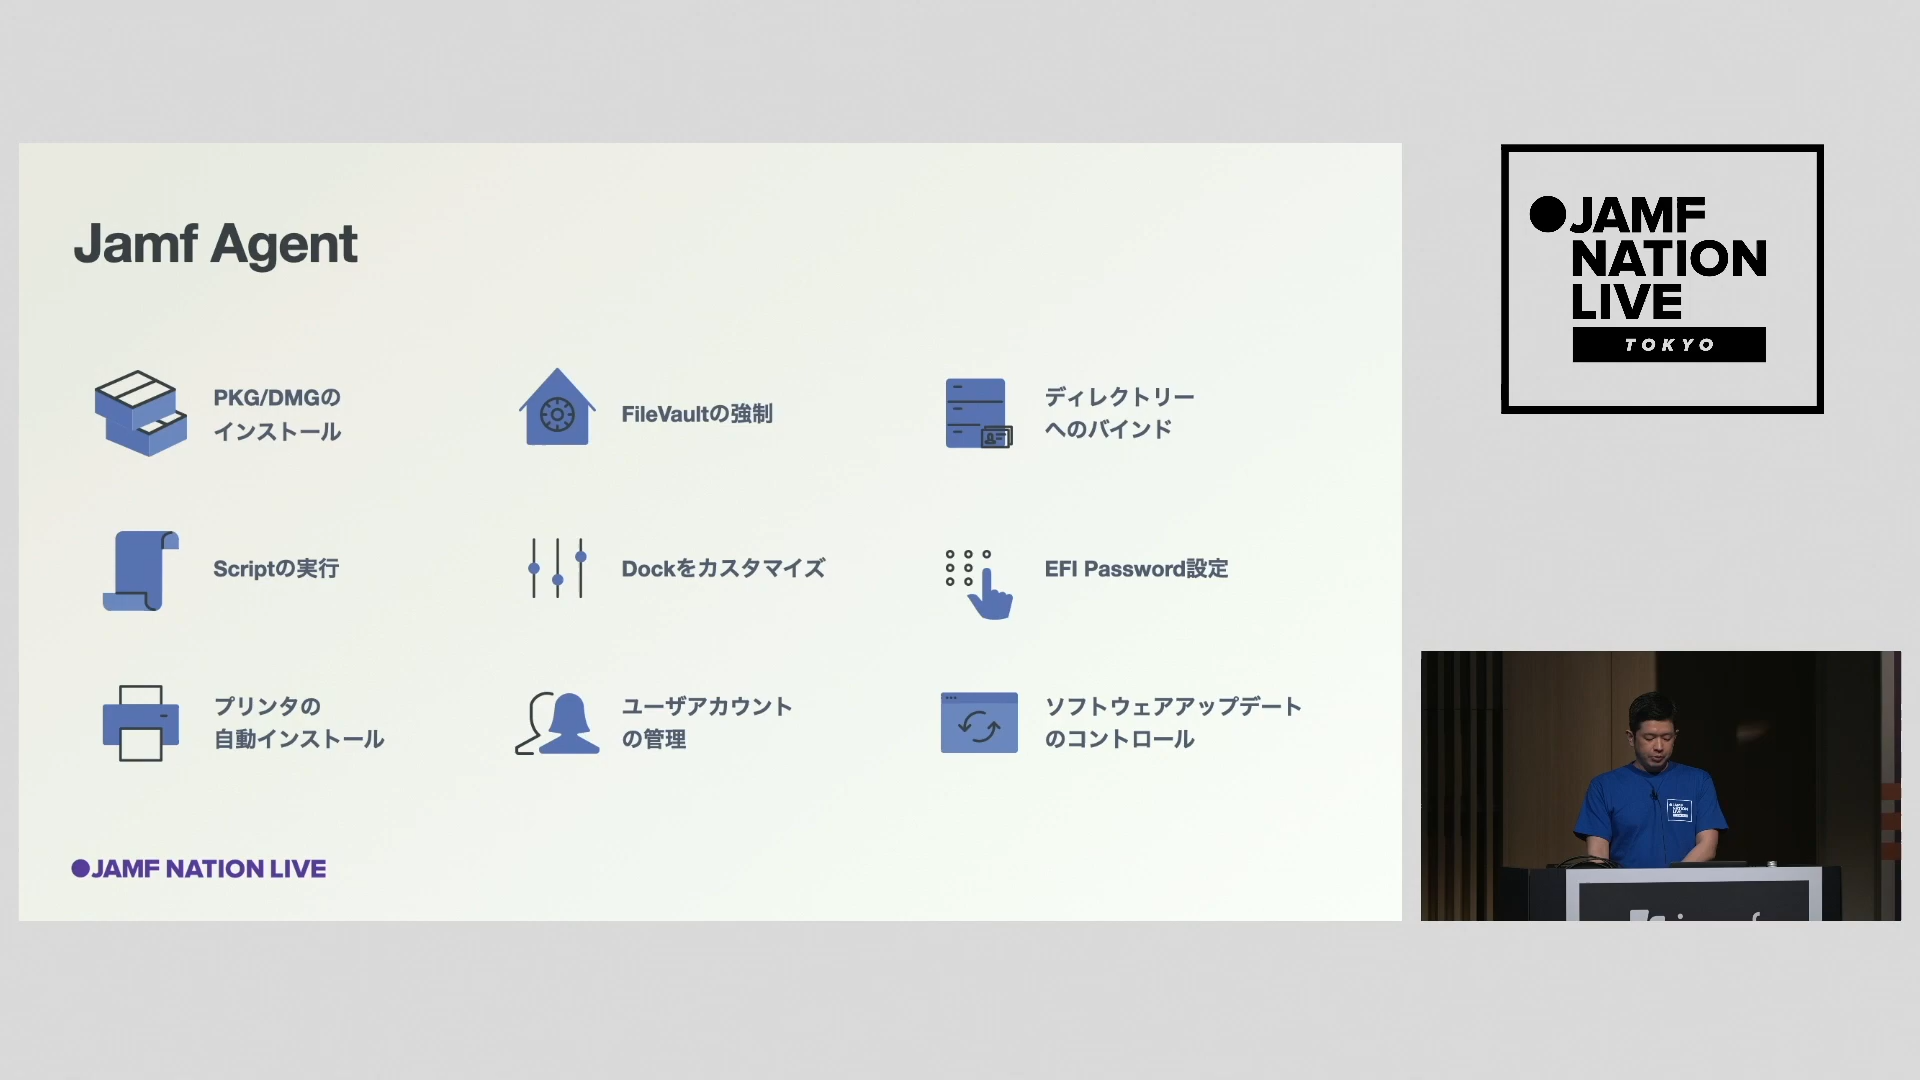 Jamf Agent
PKG/DMGの
インストール
FileVaultの強制
ディレクトリー
へのバインド
Scriptの実行
Dockをカスタマイズ
EFI Password設定
プリンタの
自動インストール
ユーザアカウント
の管理
ソフトウェアアップデート
のコントロール
JAMF NATION LIVE
JAMF
NATION
LIVE
TOKYO
JAMF
NATION
LIVE